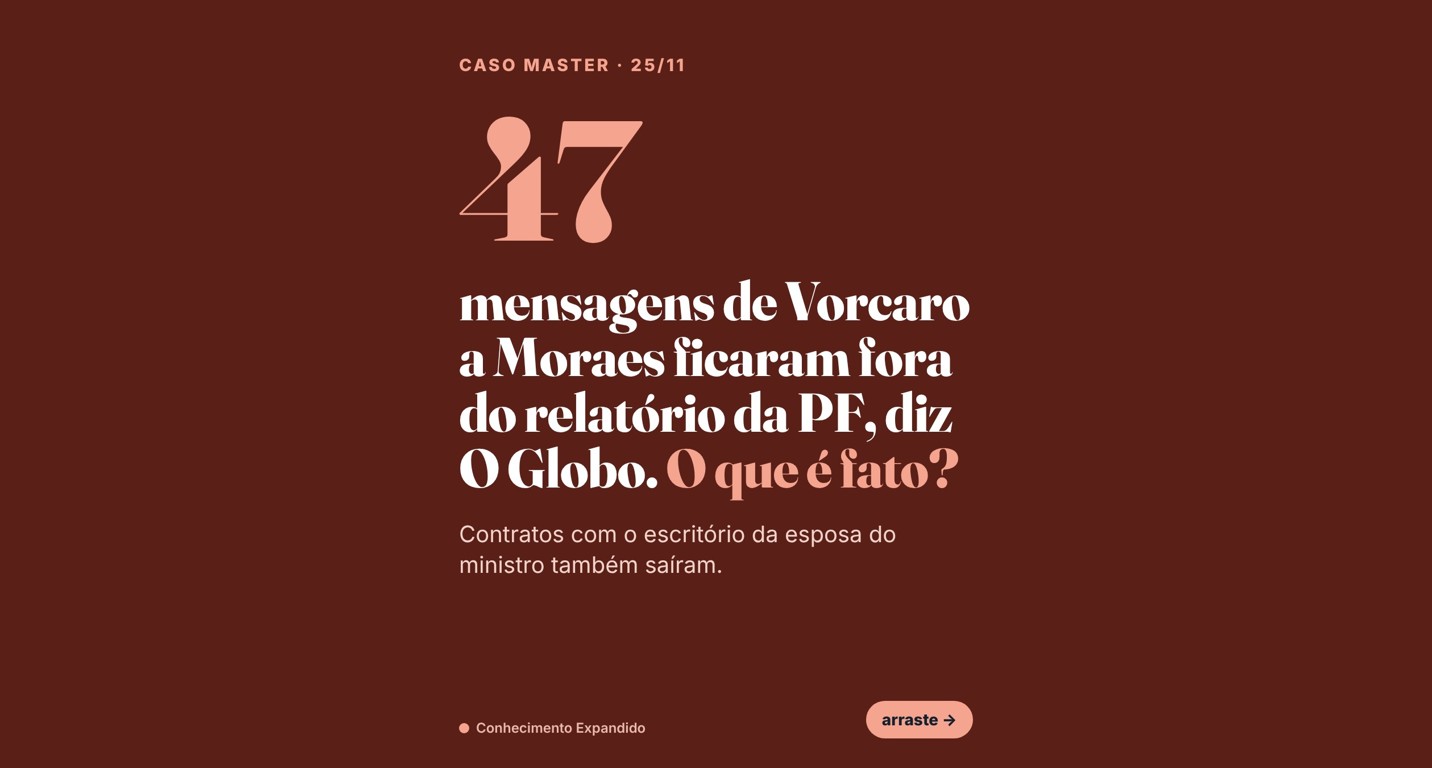 CASO MASTER · 25/11
47
mensagens de Vorcaro
a Moraes ficaram fora
do relatório da PF, diz
O Globo. O que é fato?
Contratos com o escritório da esposa do
ministro também saíram.
Conhecimento Expandido
arraste →